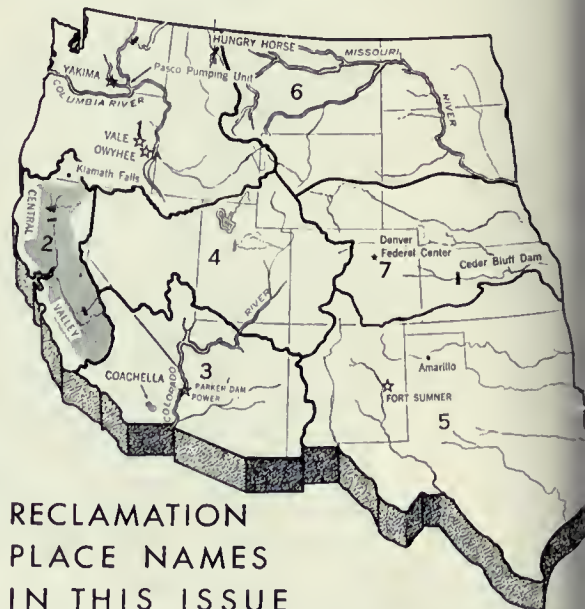 HUNGRY HORSE
MISSOURI
RIVER
YAKIMA
Pasco Pumping Unit
COLUMBIA RIVER
6
1
VALE
OWYHEE
Klamath Falls
CENTRAL
VALLEY
2
4
Denver
Federal Center
7
Cedar Bluff Dam
RIVER
COLORADO
3
PARKER DAM
POWER
COACHELLA
Amarillo
FORT SUMNER
5
RECLAMATION
PLACE NAMES
IN THIS ISSUE